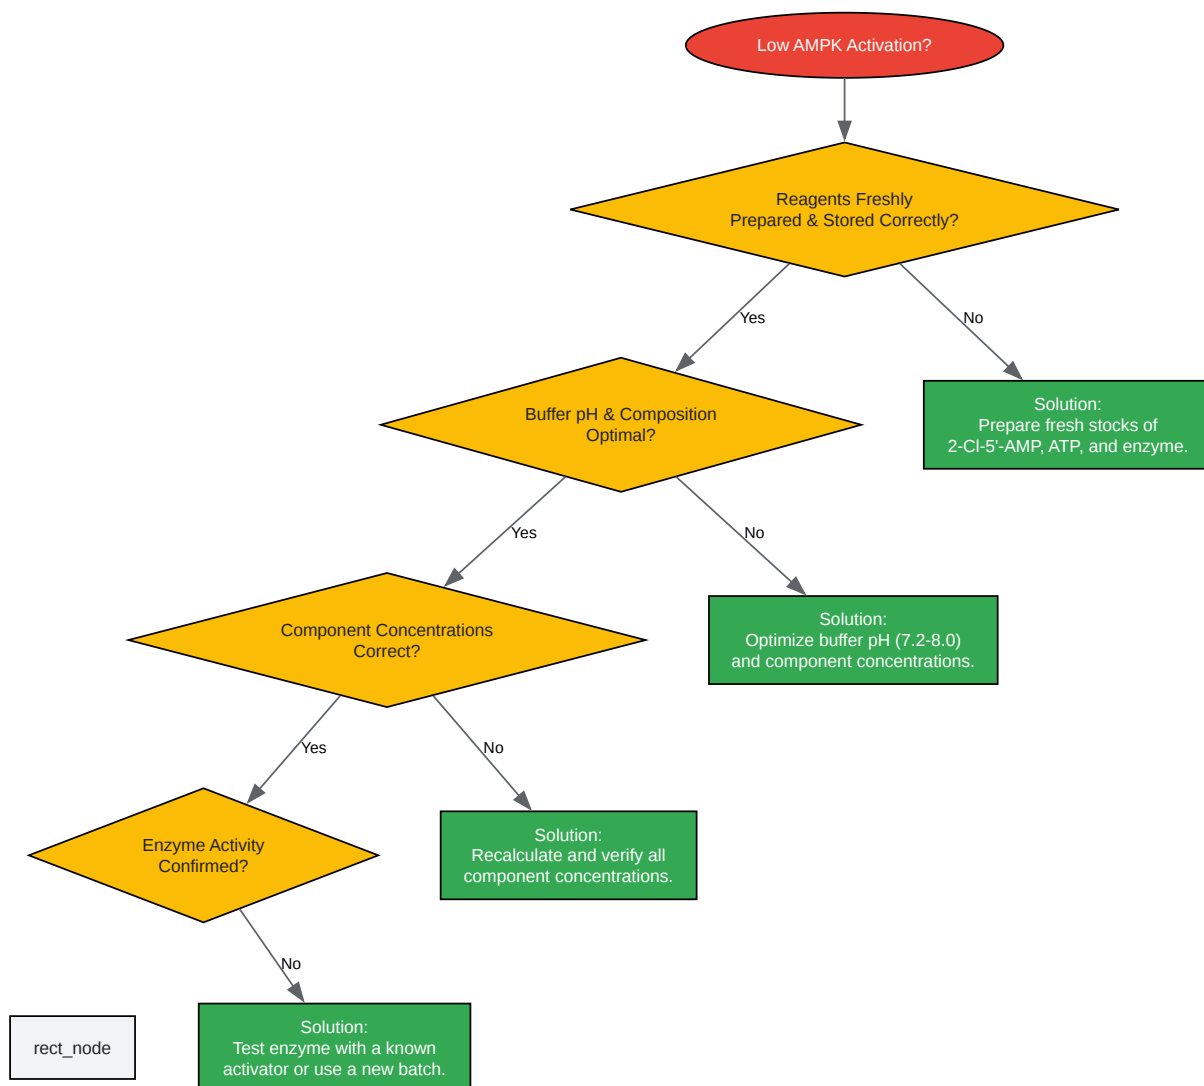 Low AMPK Activation?
Reagents Freshly
Prepared & Stored Correctly?
Yes
No
Solution:
Prepare fresh stocks of
2-Cl-5'-AMP, ATP, and enzyme.
Buffer pH & Composition
Optimal?
Yes
No
Solution:
Optimize buffer pH (7.2-8.0)
and component concentrations.
Component Concentrations
Correct?
Yes
No
Solution:
Recalculate and verify all
component concentrations.
Enzyme Activity
Confirmed?
No
Solution:
Test enzyme with a known
activator or use a new batch.
rect_node